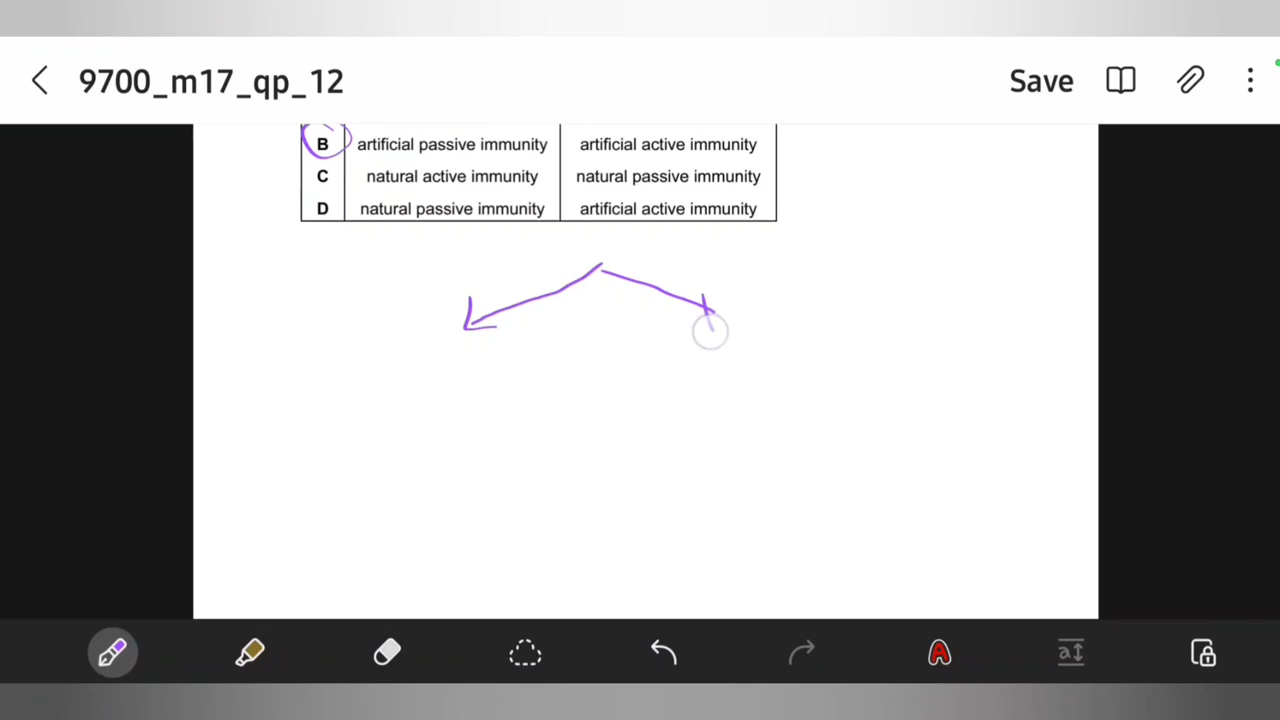 9700_m17_qp_12 Save
B artificial passive immunity artificial active immunity
C natural active immunity natural passive immunity
D natural passive immunity artificial active immunity
A a